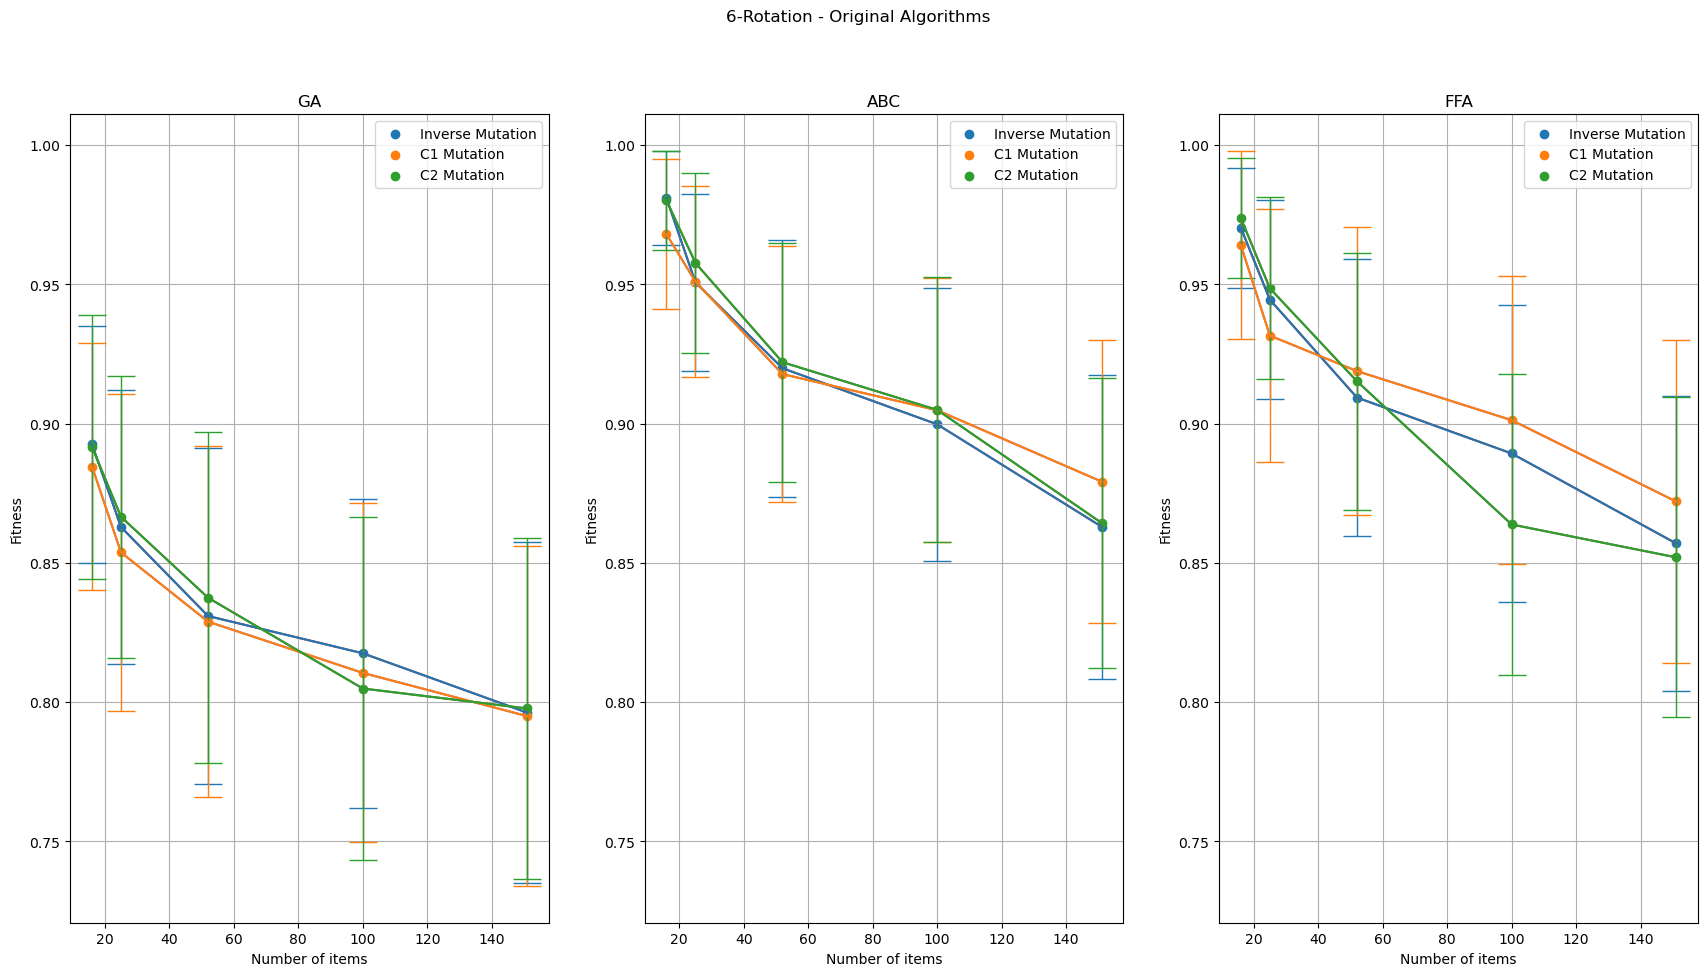 6-Rotation - Original Algorithms
GA
Inverse Mutation
C1 Mutation
C2 Mutation
1.00
0.95
0.90
0.85
0.80
0.75
Fitness
20 40 60 80 100 120 140
Number of items
ABC
Inverse Mutation
C1 Mutation
C2 Mutation
1.00
0.95
0.90
0.85
0.80
0.75
Fitness
20 40 60 80 100 120 140
Number of items
FFA
Inverse Mutation
C1 Mutation
C2 Mutation
1.00
0.95
0.90
0.85
0.80
0.75
Fitness
20 40 60 80 100 120 140
Number of items